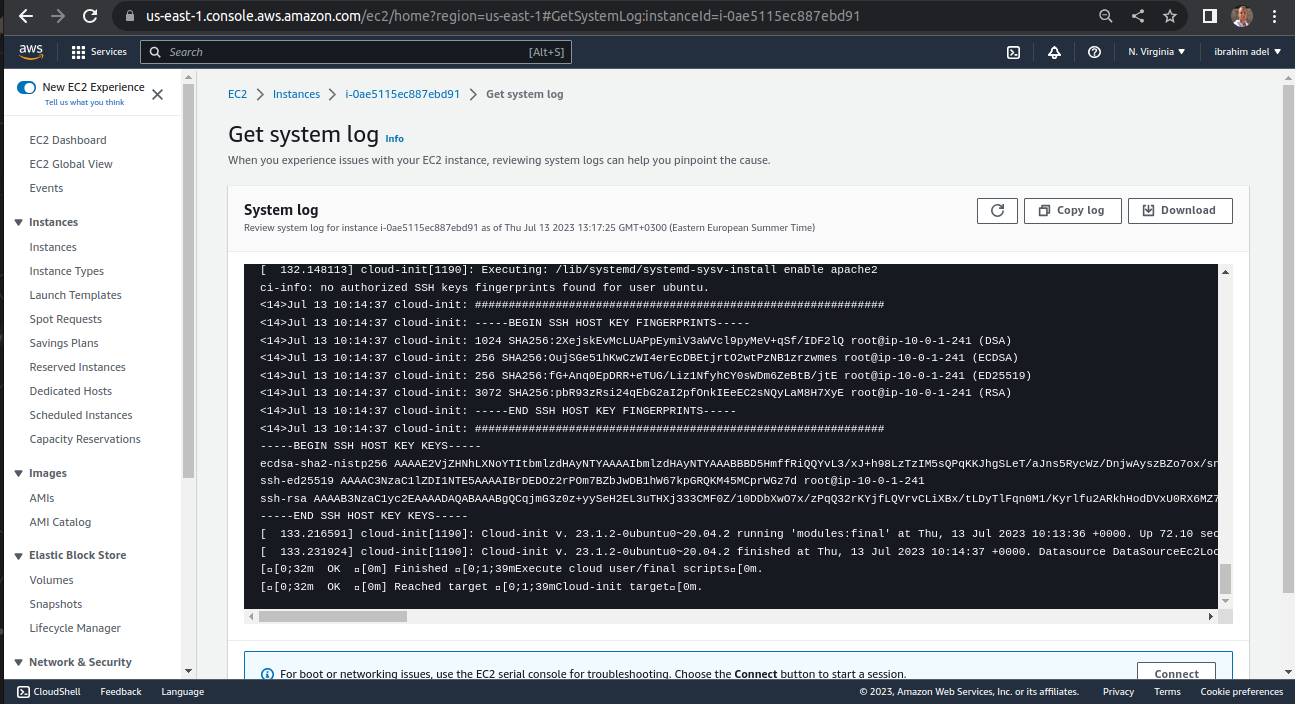 us-east-1.console.aws.amazon.com/ec2/home?region=us-east-1#GetSystemLog:instanceId=i-0ae5115ec887ebd91
aws
Services
Search
[Alt+S]
N. Virginia
ibrahim adel
New EC2 Experience
Tell us what you think
EC2 Dashboard
EC2 Global View
Events
Instances
Instances
Instance Types
Launch Templates
Spot Requests
Savings Plans
Reserved Instances
Dedicated Hosts
Scheduled Instances
Capacity Reservations
Images
AMIs
AMI Catalog
Elastic Block Store
Volumes
Snapshots
Lifecycle Manager
Network & Security
EC2 > Instances > i-0ae5115ec887ebd91 > Get system log
Get system log Info
When you experience issues with your EC2 instance, reviewing system logs can help you pinpoint the cause.
System log
Review system log for instance i-0ae5115ec887ebd91 as of Thu Jul 13 2023 13:17:25 GMT+0300 (Eastern European Summer Time)
Copy log
Download
[  132.148113] cloud-init[1190]: Executing: /lib/systemd/systemd-sysv-install enable apache2
ci-info: no authorized SSH keys fingerprints found for user ubuntu.
<14>Jul 13 10:14:37 cloud-init: #############################################################
<14>Jul 13 10:14:37 cloud-init: -----BEGIN SSH HOST KEY FINGERPRINTS-----
<14>Jul 13 10:14:37 cloud-init: 1024 SHA256:2XejskEvMcLUAPpEymiV3aWVcl9pyMeV+qSf/IDF2lQ root@ip-10-0-1-241 (DSA)
<14>Jul 13 10:14:37 cloud-init: 256 SHA256:OujSGe51hKwCzWI4erEcDBEtjrtO2wtPzNB1zrzwmes root@ip-10-0-1-241 (ECDSA)
<14>Jul 13 10:14:37 cloud-init: 256 SHA256:fG+Anq0EpDRR+eTUG/Liz1NfyhCY0sWDm6ZeBtB/jtE root@ip-10-0-1-241 (ED25519)
<14>Jul 13 10:14:37 cloud-init: 3072 SHA256:pbR93zRsi24qEbG2aI2pfOnkIEeEC2sNQyLaM8H7XyE root@ip-10-0-1-241 (RSA)
<14>Jul 13 10:14:37 cloud-init: -----END SSH HOST KEY FINGERPRINTS-----
<14>Jul 13 10:14:37 cloud-init: #############################################################
-----BEGIN SSH HOST KEY KEYS-----
ecdsa-sha2-nistp256 AAAAE2VjZHNhLXNoYTItbmlzdHAyNTYAAAAIbmlzdHAyNTYAAABBBD5HmffRiQQYvL3/xJ+h98LzTzIM5sQPqKKJhgSLeT/aJns5RycWz/DnjwAyszBZo7ox/sr
ssh-ed25519 AAAAC3NzaC1lZDI1NTE5AAAAIBrDEDOz2rPOm7BZbJwDB1hW67kpGRQKM45MCprWGz7d root@ip-10-0-1-241
ssh-rsa AAAAB3NzaC1yc2EAAAADAQABAAABgQCqjmG3z0z+yySeH2EL3uTHXj333CMF0Z/10DDbXwO7x/zPqQ32rKYjfLQVrvCLiXBx/tLDyTlFqn0M1/Kyrlfu2ARkhHodDVxU0RX6MZ7
-----END SSH HOST KEY KEYS-----
[  133.216591] cloud-init[1190]: Cloud-init v. 23.1.2-0ubuntu0~20.04.2 running 'modules:final' at Thu, 13 Jul 2023 10:13:36 +0000. Up 72.10 sec
[  133.231924] cloud-init[1190]: Cloud-init v. 23.1.2-0ubuntu0~20.04.2 finished at Thu, 13 Jul 2023 10:14:37 +0000. Datasource DataSourceEc2Loc
[[0;32m  OK  [0m] Finished [0;1;39mExecute cloud user/final scripts[0m.
[[0;32m  OK  [0m] Reached target [0;1;39mCloud-init target[0m.
For boot or networking issues, use the EC2 serial console for troubleshooting. Choose the Connect button to start a session.
Connect
CloudShell
Feedback
Language
© 2023, Amazon Web Services, Inc. or its affiliates.
Privacy
Terms
Cookie preferences